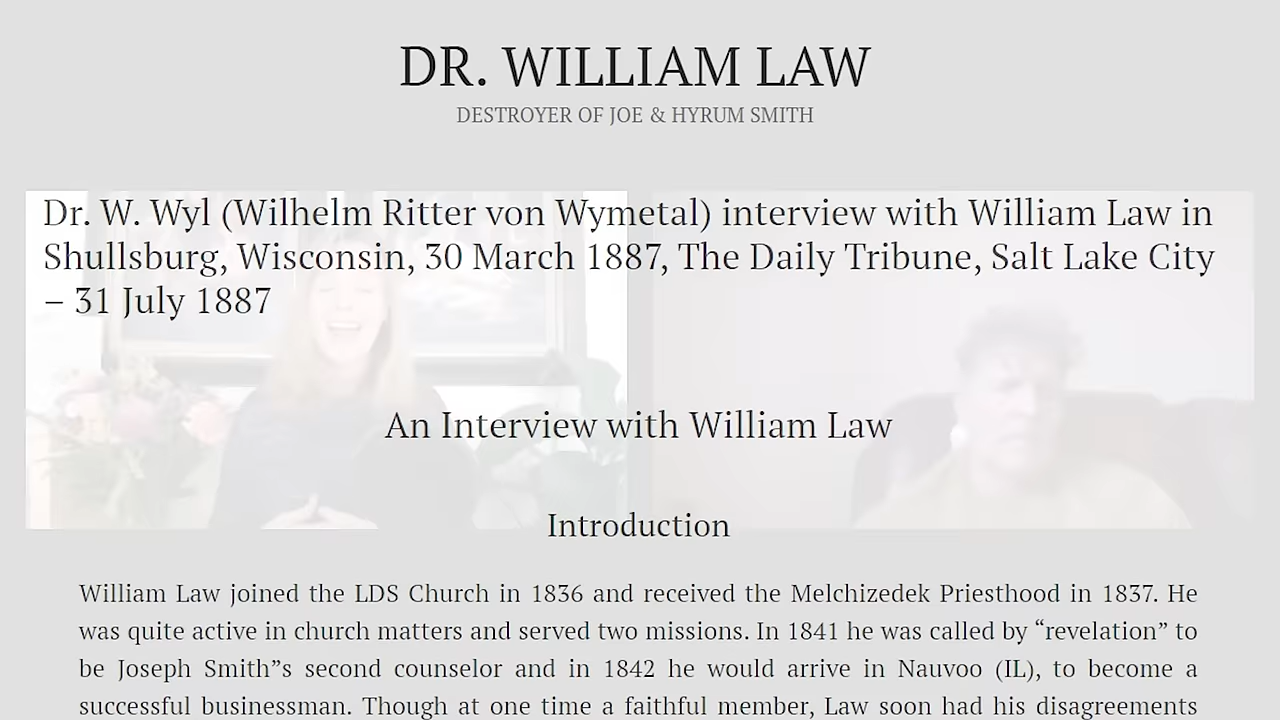 DR. WILLIAM LAW
DESTROYER OF JOE & HYRUM SMITH
Dr. W. Wyl (Wilhelm Ritter von Wymetal) interview with William Law in
Shullsburg, Wisconsin, 30 March 1887, The Daily Tribune, Salt Lake City
– 31 July 1887
An Interview with William Law
Introduction
William Law joined the LDS Church in 1836 and received the Melchizedek Priesthood in 1837. He
was quite active in church matters and served two missions. In 1841 he was called by “revelation” to
be Joseph Smith”s second counselor and in 1842 he would arrive in Nauvoo (IL), to become a
successful businessman. Though at one time a faithful member, Law soon had his disagreements